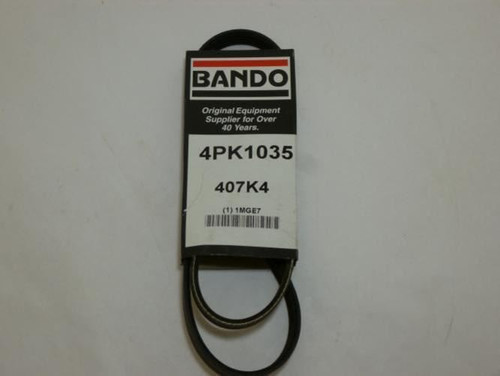 BANDO
Original Equipment
Supplier for Over
40 Years.
4PK1035
407K4
(1) 1MGE7